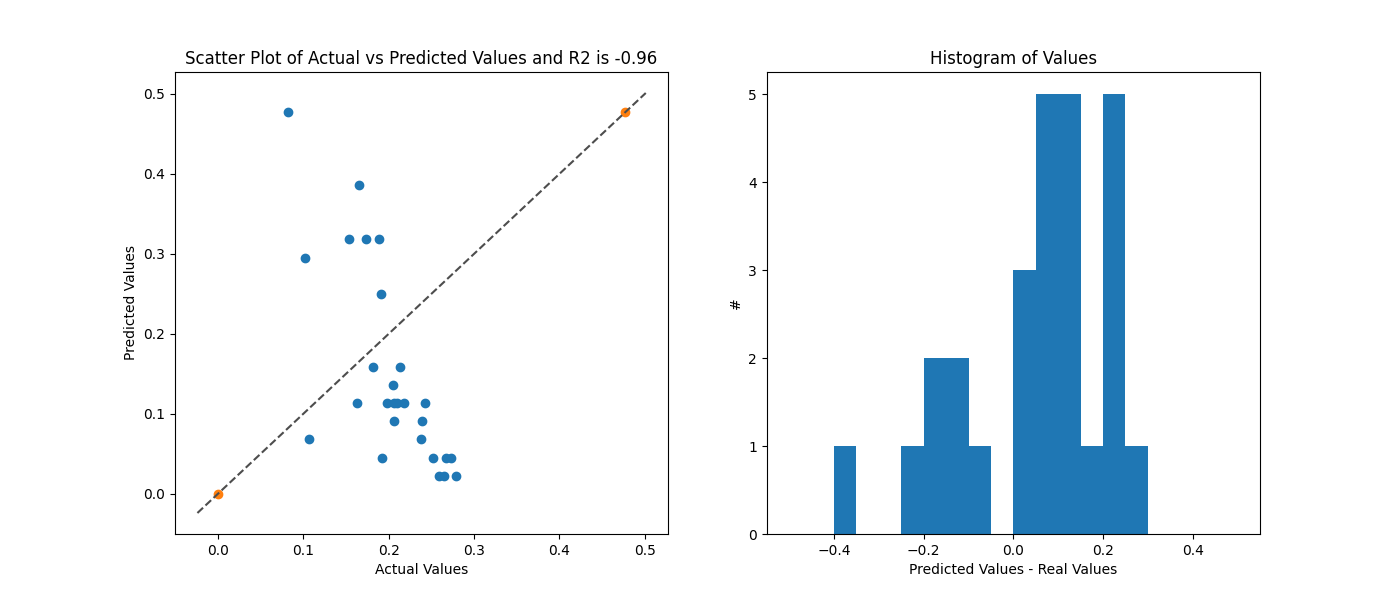 Scatter Plot of Actual vs Predicted Values and R2 is -0.96
Predicted Values
0.5
0.4
0.3
0.2
0.1
0.0
0.0 0.1 0.2 0.3 0.4 0.5
Actual Values
Histogram of Values
#
5
4
3
2
1
0
−0.4 −0.2 0.0 0.2 0.4
Predicted Values - Real Values